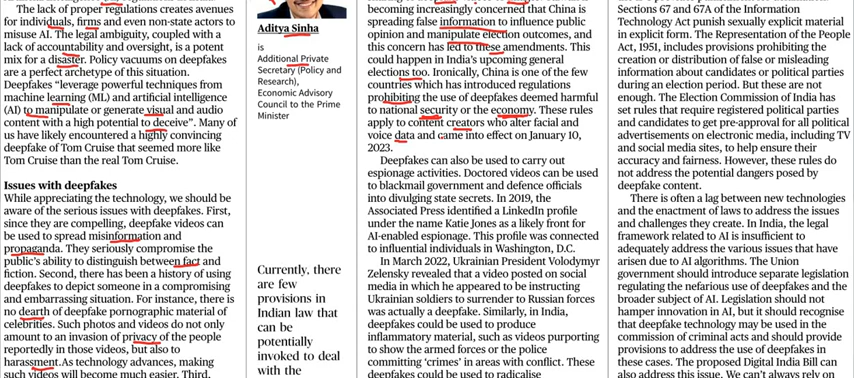 The lack of proper regulations creates avenues
for individuals, firms and even non-state actors to
misuse AI. The legal ambiguity, coupled with a
lack of accountability and oversight, is a potent
mix for a disaster. Policy vacuums on deepfakes
are a perfect archetype of this situation.
Deepfakes “leverage powerful techniques from
machine learning (ML) and artificial intelligence
(AI) to manipulate or generate visual and audio
content with a high potential to deceive”. Many of
us have likely encountered a highly convincing
deepfake of Tom Cruise that seemed more like
Tom Cruise than the real Tom Cruise.
Issues with deepfakes
While appreciating the technology, we should be
aware of the serious issues with deepfakes. First,
since they are compelling, deepfake videos can
be used to spread misinformation and
propaganda. They seriously compromise the
public’s ability to distinguish between fact and
fiction. Second, there has been a history of using
deepfakes to depict someone in a compromising
and embarrassing situation. For instance, there is
no dearth of deepfake pornographic material of
celebrities. Such photos and videos do not only
amount to an invasion of privacy of the people
reportedly in those videos, but also to
harassment. As technology advances, making
such videos will become much easier. Third,
Aditya Sinha
is
Additional Private
Secretary (Policy and
Research),
Economic Advisory
Council to the Prime
Minister
Currently, there
are few
provisions in
Indian law that
can be
potentially
invoked to deal
with the
becoming increasingly concerned that China is
spreading false information to influence public
opinion and manipulate election outcomes, and
this concern has led to these amendments. This
could happen in India’s upcoming general
elections too. Ironically, China is one of the few
countries which has introduced regulations
prohibiting the use of deepfakes deemed harmful
to national security or the economy. These rules
apply to content creators who alter facial and
voice data and came into effect on January 10,
2023.
Deepfakes can also be used to carry out
espionage activities. Doctored videos can be used
to blackmail government and defence officials
into divulging state secrets. In 2019, the
Associated Press identified a LinkedIn profile
under the name Katie Jones as a likely front for
AI-enabled espionage. This profile was connected
to influential individuals in Washington, D.C.
In March 2022, Ukrainian President Volodymyr
Zelensky revealed that a video posted on social
media in which he appeared to be instructing
Ukrainian soldiers to surrender to Russian forces
was actually a deepfake. Similarly, in India,
deepfakes could be used to produce
inflammatory material, such as videos purporting
to show the armed forces or the police
committing ‘crimes’ in areas with conflict. These
deepfakes could be used to radicalise
Sections 67 and 67A of the Information
Technology Act punish sexually explicit material
in explicit form. The Representation of the People
Act, 1951, includes provisions prohibiting the
creation or distribution of false or misleading
information about candidates or political parties
during an election period. But these are not
enough. The Election Commission of India has
set rules that require registered political parties
and candidates to get pre-approval for all political
advertisements on electronic media, including TV
and social media sites, to help ensure their
accuracy and fairness. However, these rules do
not address the potential dangers posed by
deepfake content.
There is often a lag between new technologies
and the enactment of laws to address the issues
and challenges they create. In India, the legal
framework related to AI is insufficient to
adequately address the various issues that have
arisen due to AI algorithms. The Union
government should introduce separate legislation
regulating the nefarious use of deepfakes and the
broader subject of AI. Legislation should not
hamper innovation in AI, but it should recognise
that deepfake technology may be used in the
commission of criminal acts and should provide
provisions to address the use of deepfakes in
these cases. The proposed Digital India Bill can
also address this issue. We can’t always rely on